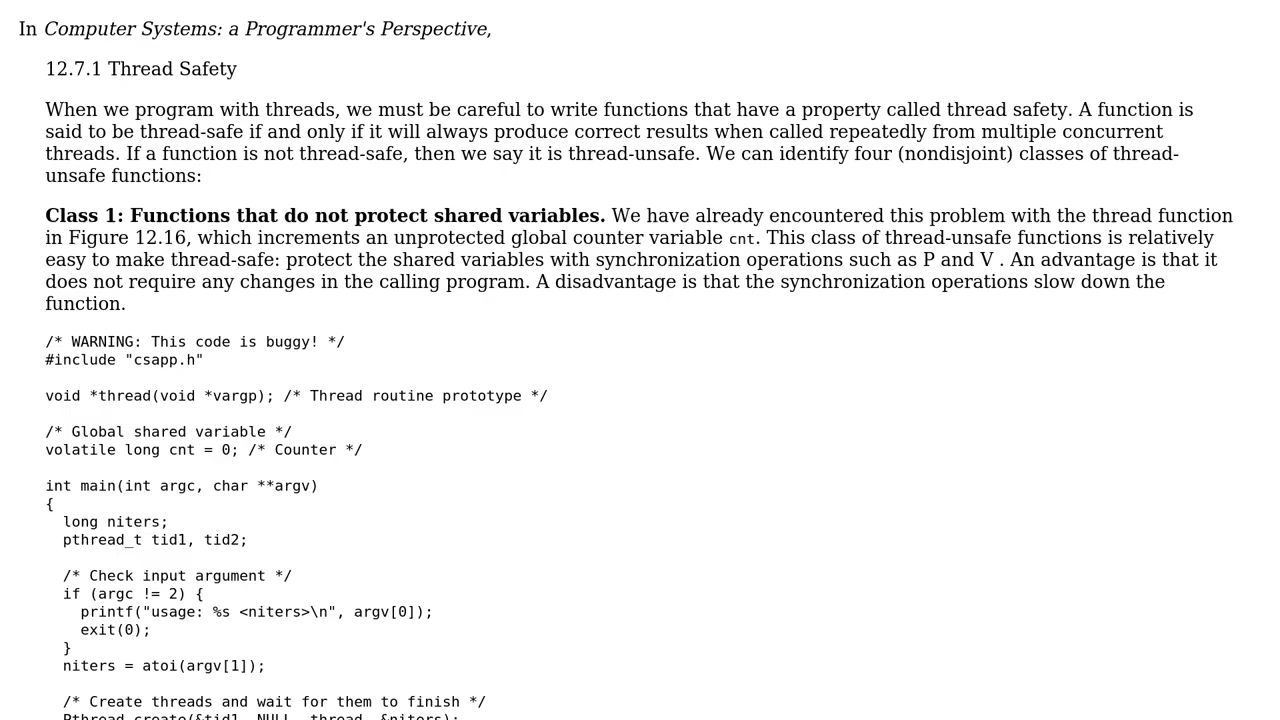 In Computer Systems: a Programmer's Perspective,
12.7.1 Thread Safety
When we program with threads, we must be careful to write functions that have a property called thread safety. A function is
said to be thread-safe if and only if it will always produce correct results when called repeatedly from multiple concurrent
threads. If a function is not thread-safe, then we say it is thread-unsafe. We can identify four (nondisjoint) classes of thread-
unsafe functions:
Class 1: Functions that do not protect shared variables. We have already encountered this problem with the thread function
in Figure 12.16, which increments an unprotected global counter variable cnt. This class of thread-unsafe functions is relatively
easy to make thread-safe: protect the shared variables with synchronization operations such as P and V . An advantage is that it
does not require any changes in the calling program. A disadvantage is that the synchronization operations slow down the
function.
/* WARNING: This code is buggy! */
#include "csapp.h"
void *thread(void *vargp); /* Thread routine prototype */
/* Global shared variable */
volatile long cnt = 0; /* Counter */
int main(int argc, char **argv)
{
  long niters;
  pthread_t tid1, tid2;
  /* Check input argument */
  if (argc != 2) {
    printf("usage: %s <niters>\n", argv[0]);
    exit(0);
  }
  niters = atoi(argv[1]);
  /* Create threads and wait for them to finish */
  Pthread_create(&tid1, NULL, thread, &niters);